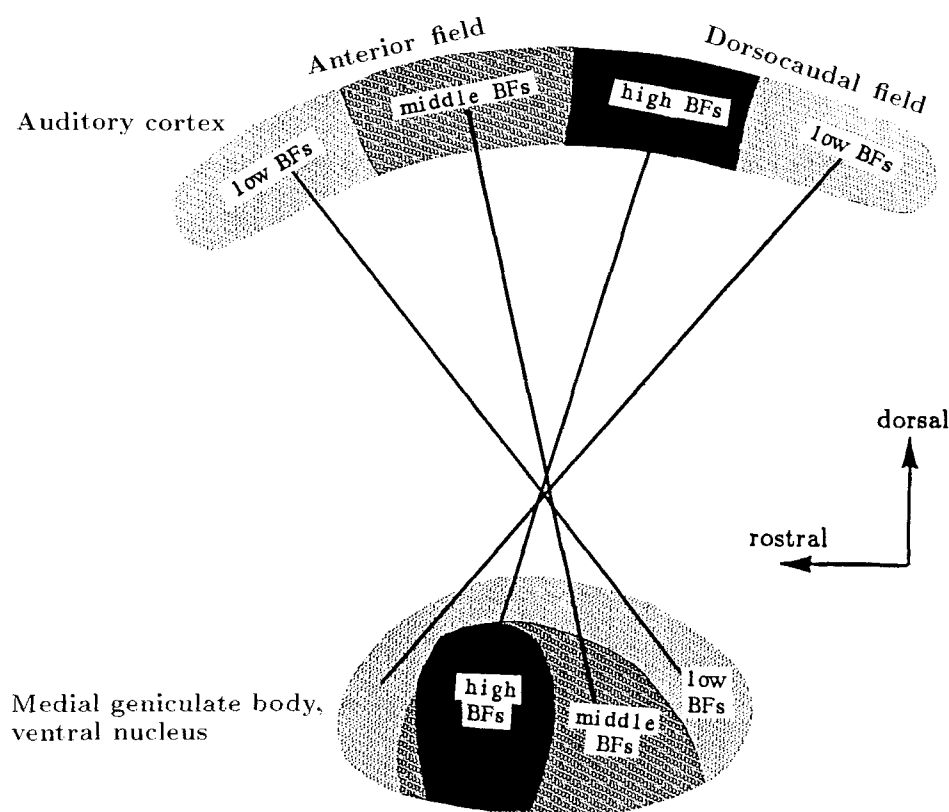 Anterior field
Dorsocaudal field
Auditory cortex
low BFs
middle BFs
high BFs
low BFs
dorsal
rostral
Medial geniculate body,
ventral nucleus
high
BFs
middle
BFs
low
BFs